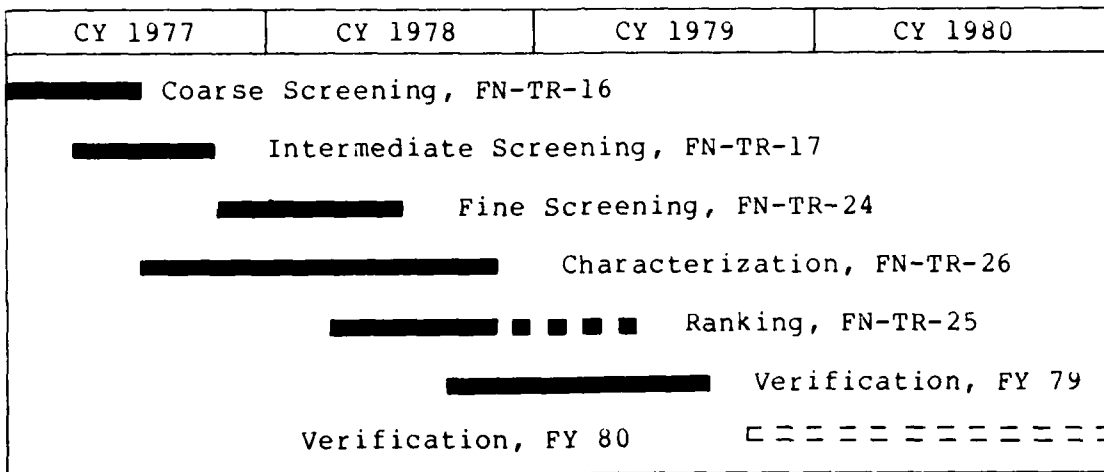 CY 1977 CY 1978 CY 1979 CY 1980
Coarse Screening, FN-TR-16
Intermediate Screening, FN-TR-17
Fine Screening, FN-TR-24
Characterization, FN-TR-26
Ranking, FN-TR-25
Verification, FY 79
Verification, FY 80